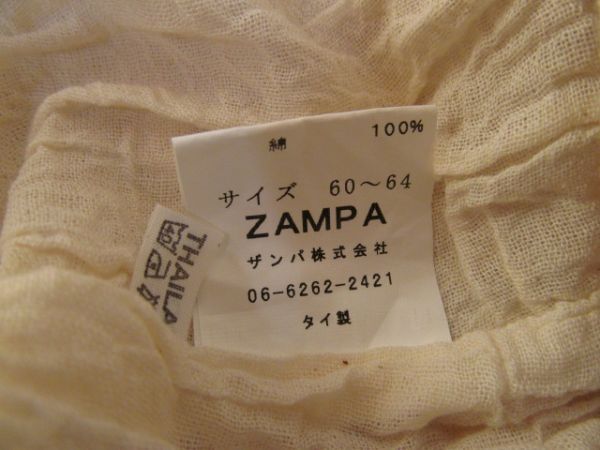 綿 100%
サイズ 60～64
ZAMPA
ザンパ株式会社
06-6262-2421
タイ製
THAILA